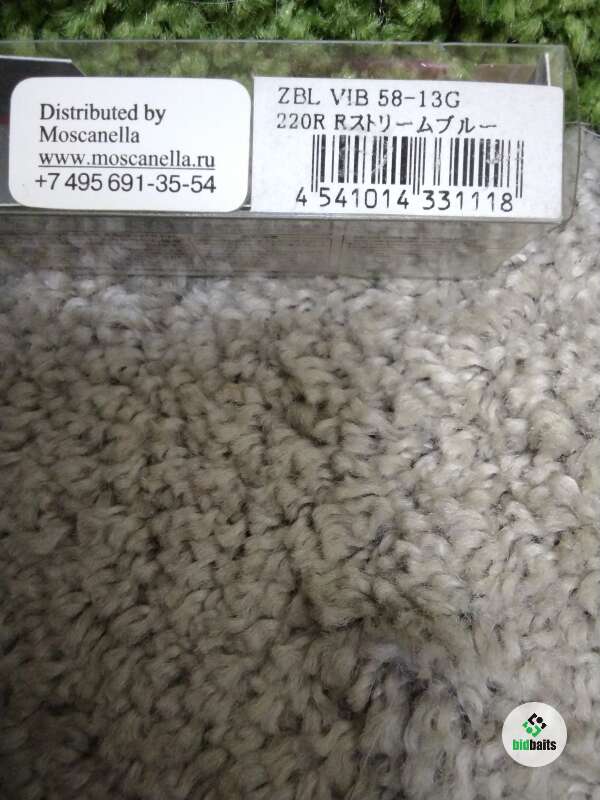 Distributed by
Moscanella
www.moscanella.ru
+7 495 691-35-54
ZBL VIB 58-13G
220R Rストリームブルー
4 541014 331118
bidbaits